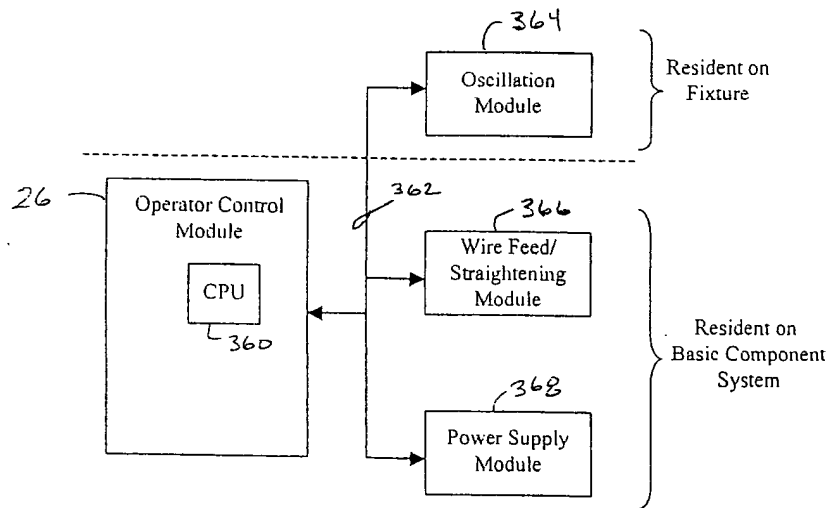 364
Oscillation
Module
Resident on
Fixture
26
Operator Control
Module
CPU
360
362
366
Wire Feed/
Straightening
Module
Resident on
Basic Component
System
368
Power Supply
Module